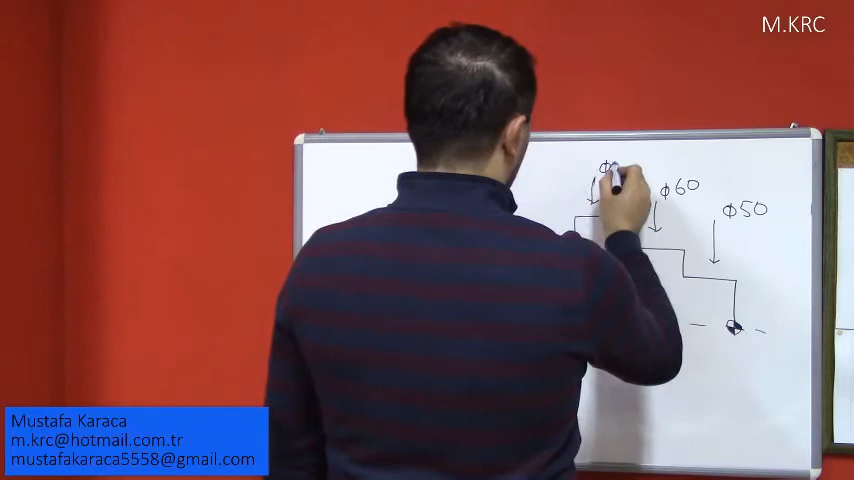 M.KRC
Φ
Φ60
Φ50
Mustafa Karaca
m.krc@hotmail.com.tr
mustafakaraca5558@gmail.com